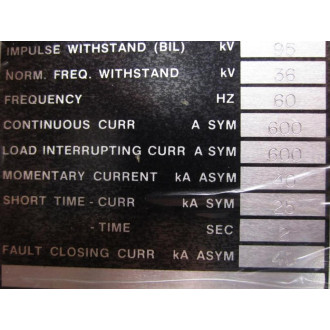 IMPULSE WITHSTAND (BIL) kV 95
NORM. FREQ. WITHSTAND kV 36
FREQUENCY HZ 60
CONTINUOUS CURR A SYM 600
LOAD INTERRUPTING CURR A SYM 600
MOMENTARY CURRENT kA ASYM 40
SHORT TIME - CURR kA SYM 25
- TIME SEC
FAULT CLOSING CURR kA ASYM